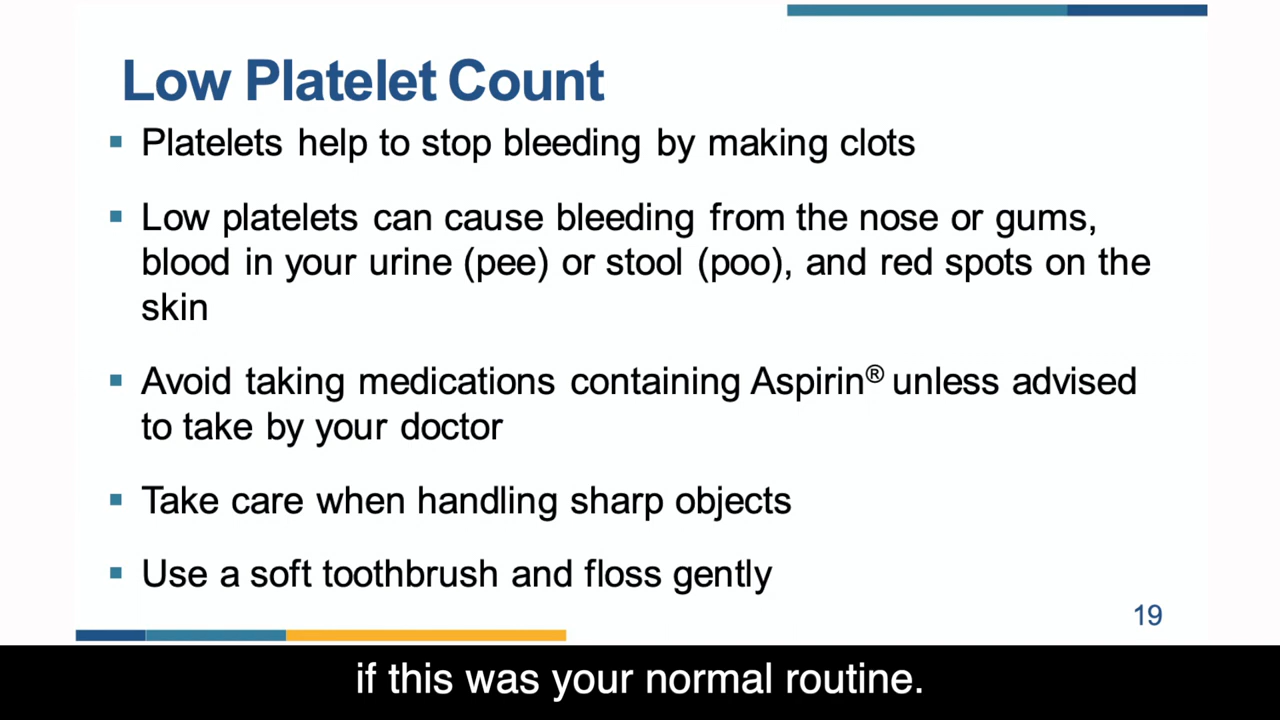 Low Platelet Count
▪ Platelets help to stop bleeding by making clots
▪ Low platelets can cause bleeding from the nose or gums,
blood in your urine (pee) or stool (poo), and red spots on the
skin
▪ Avoid taking medications containing Aspirin® unless advised
to take by your doctor
▪ Take care when handling sharp objects
▪ Use a soft toothbrush and floss gently
19
if this was your normal routine.